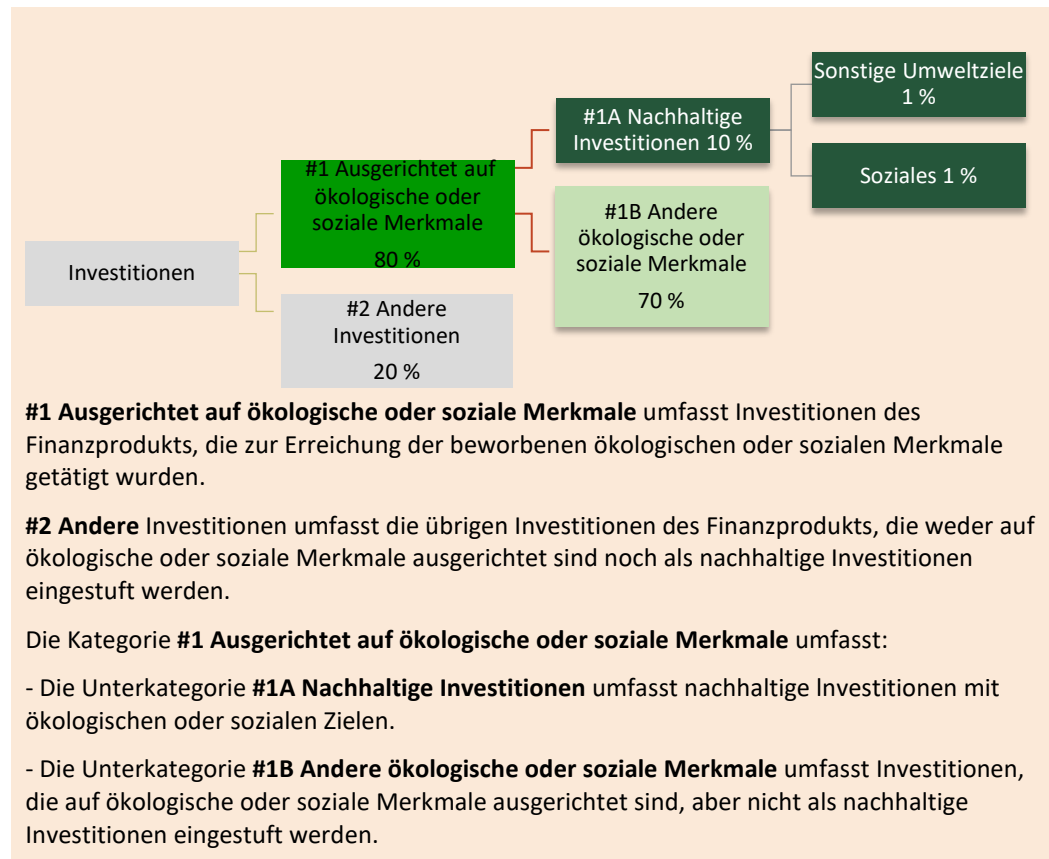 Sonstige Umweltziele
1 %
#1A Nachhaltige
Investitionen 10 %
Soziales 1 %
#1 Ausgerichtet auf
ökologische oder
soziale Merkmale
80 %
#1B Andere
ökologische oder
soziale Merkmale
70 %
Investitionen
#2 Andere
Investitionen
20 %
#1 Ausgerichtet auf ökologische oder soziale Merkmale umfasst Investitionen des
Finanzprodukts, die zur Erreichung der beworbenen ökologischen oder sozialen Merkmale
getätigt wurden.
#2 Andere Investitionen umfasst die übrigen Investitionen des Finanzprodukts, die weder auf
ökologische oder soziale Merkmale ausgerichtet sind noch als nachhaltige Investitionen
eingestuft werden.
Die Kategorie #1 Ausgerichtet auf ökologische oder soziale Merkmale umfasst:
- Die Unterkategorie #1A Nachhaltige Investitionen umfasst nachhaltige lnvestitionen mit
ökologischen oder sozialen Zielen.
- Die Unterkategorie #1B Andere ökologische oder soziale Merkmale umfasst Investitionen,
die auf ökologische oder soziale Merkmale ausgerichtet sind, aber nicht als nachhaltige
Investitionen eingestuft werden.